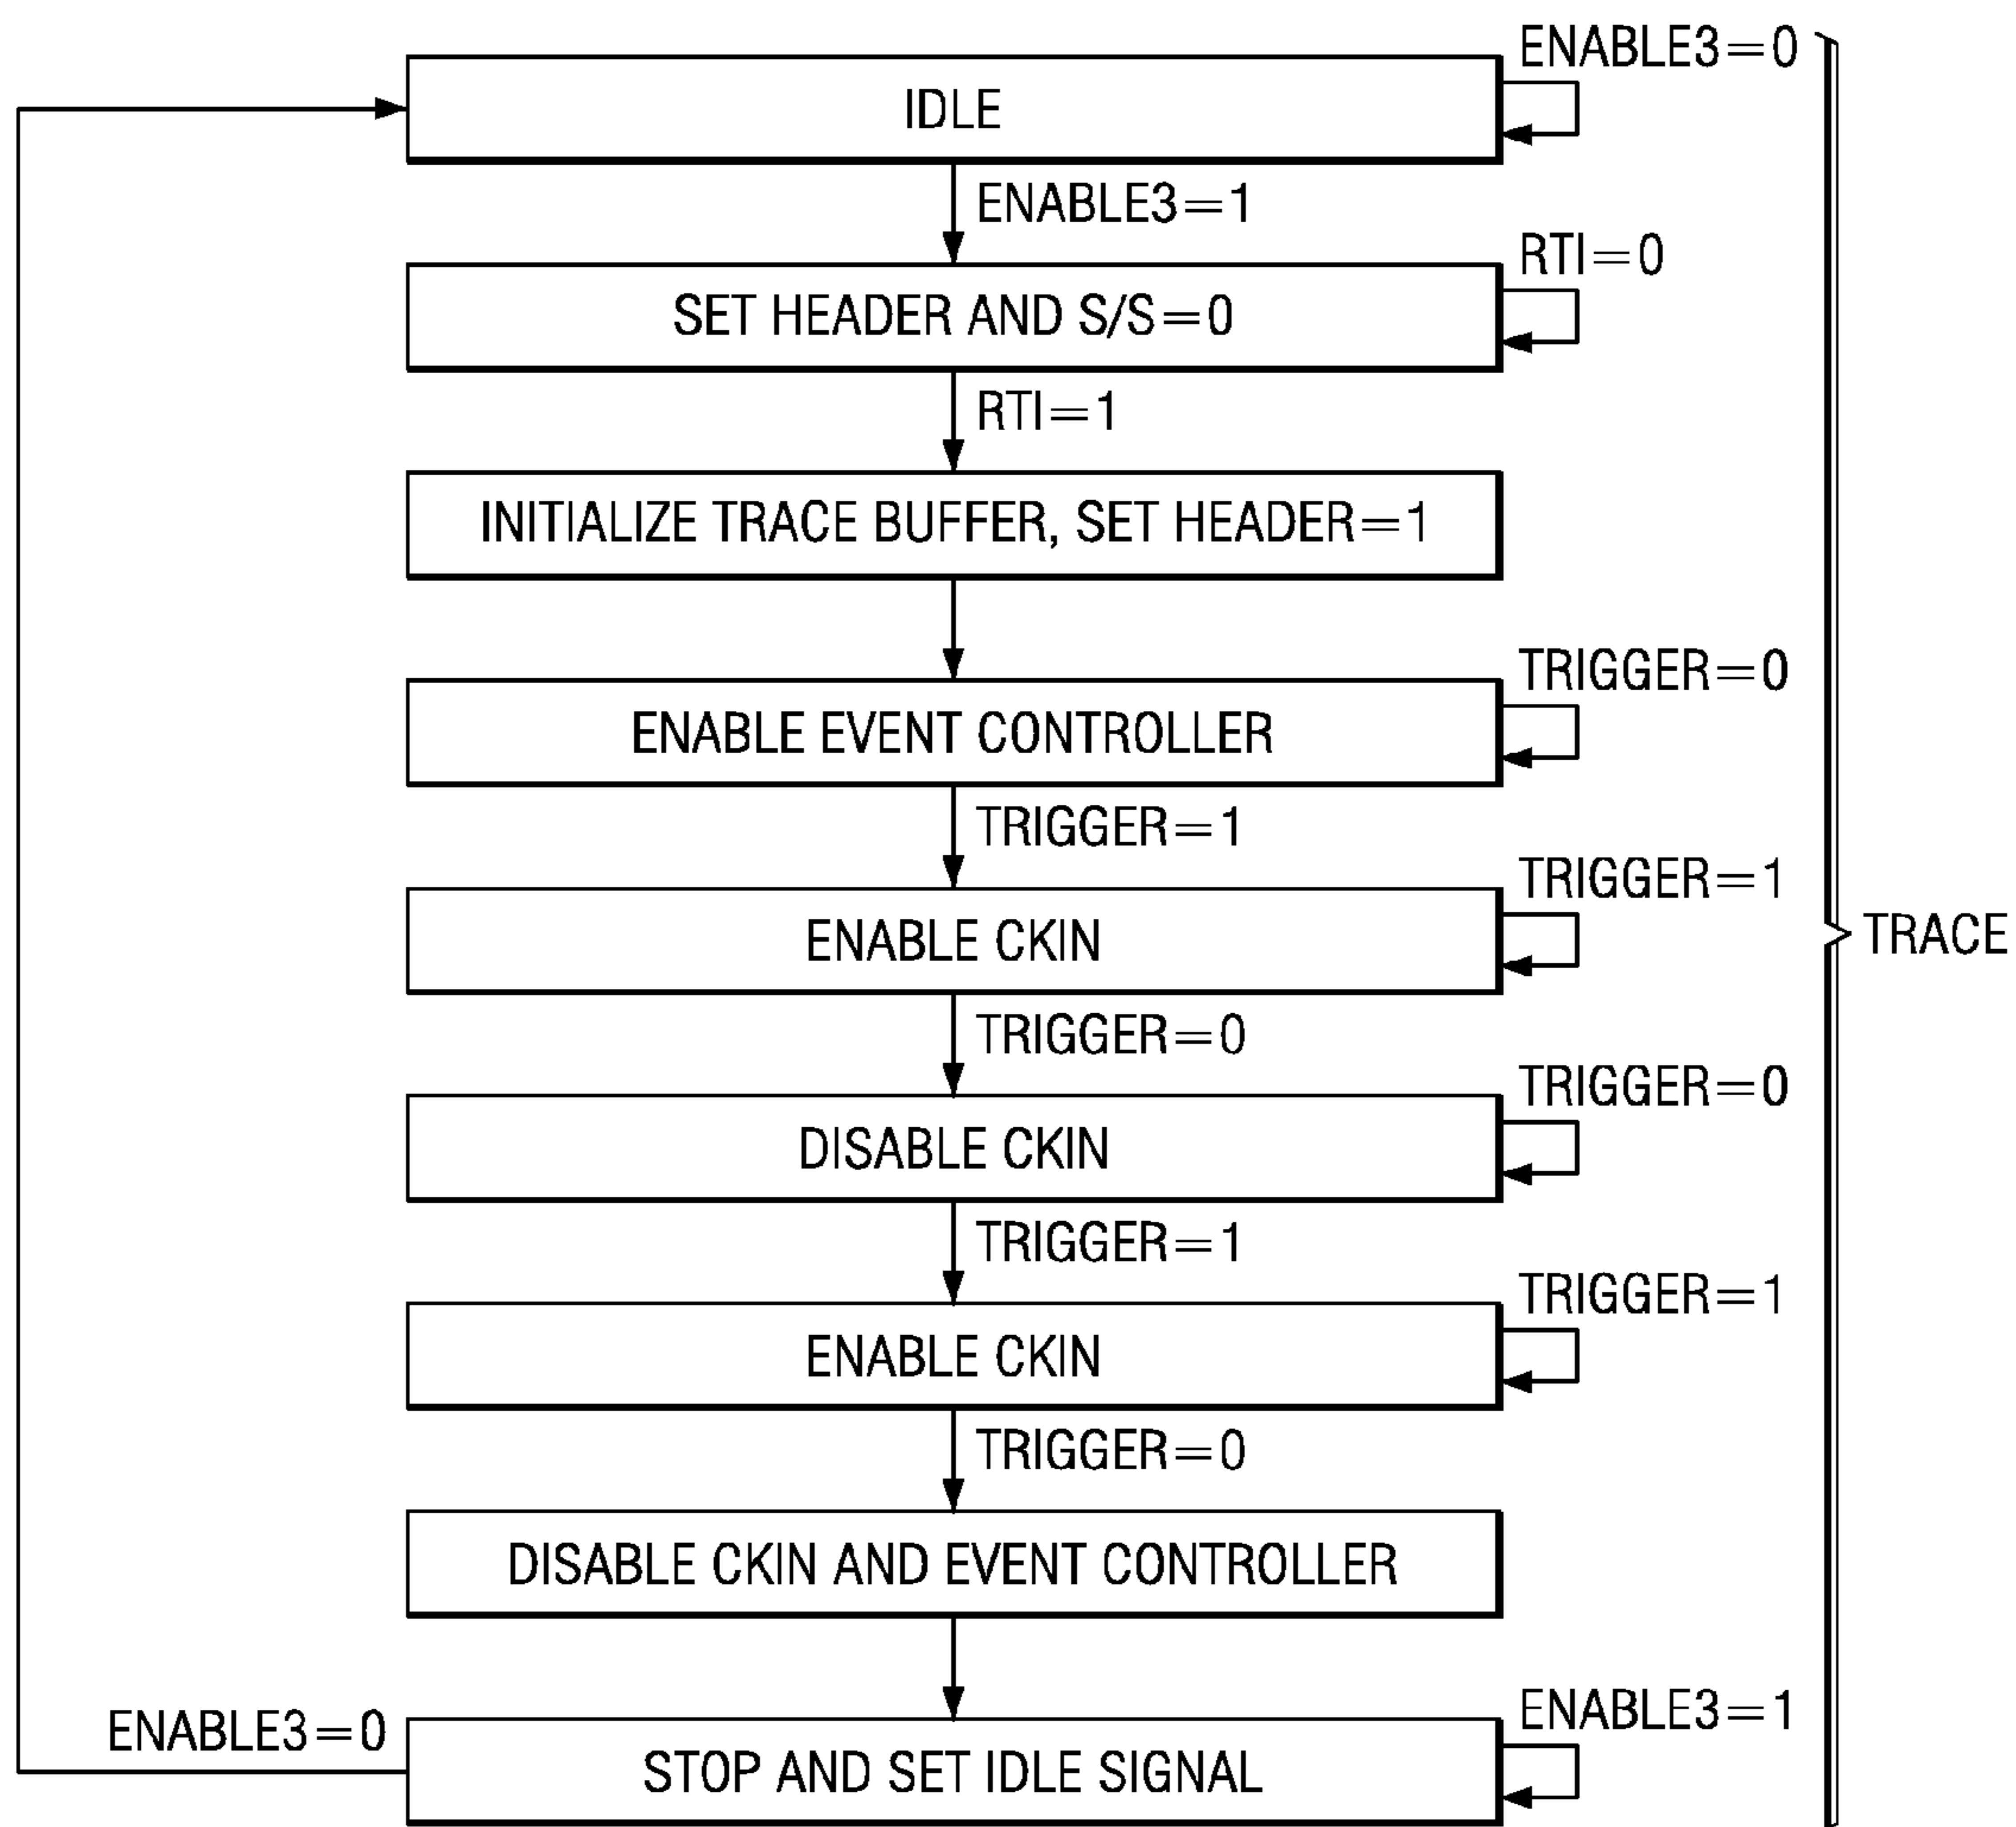 ENABLE3=0
IDLE
ENABLE3=1
RTI=0
SET HEADER AND S/S=0
RTI=1
INITIALIZE TRACE BUFFER, SET HEADER=1
TRIGGER=0
ENABLE EVENT CONTROLLER
TRIGGER=1
TRIGGER=1
ENABLE CKIN
TRACE
TRIGGER=0
TRIGGER=0
DISABLE CKIN
TRIGGER=1
TRIGGER=1
ENABLE CKIN
TRIGGER=0
DISABLE CKIN AND EVENT CONTROLLER
ENABLE3=1
ENABLE3=0
STOP AND SET IDLE SIGNAL